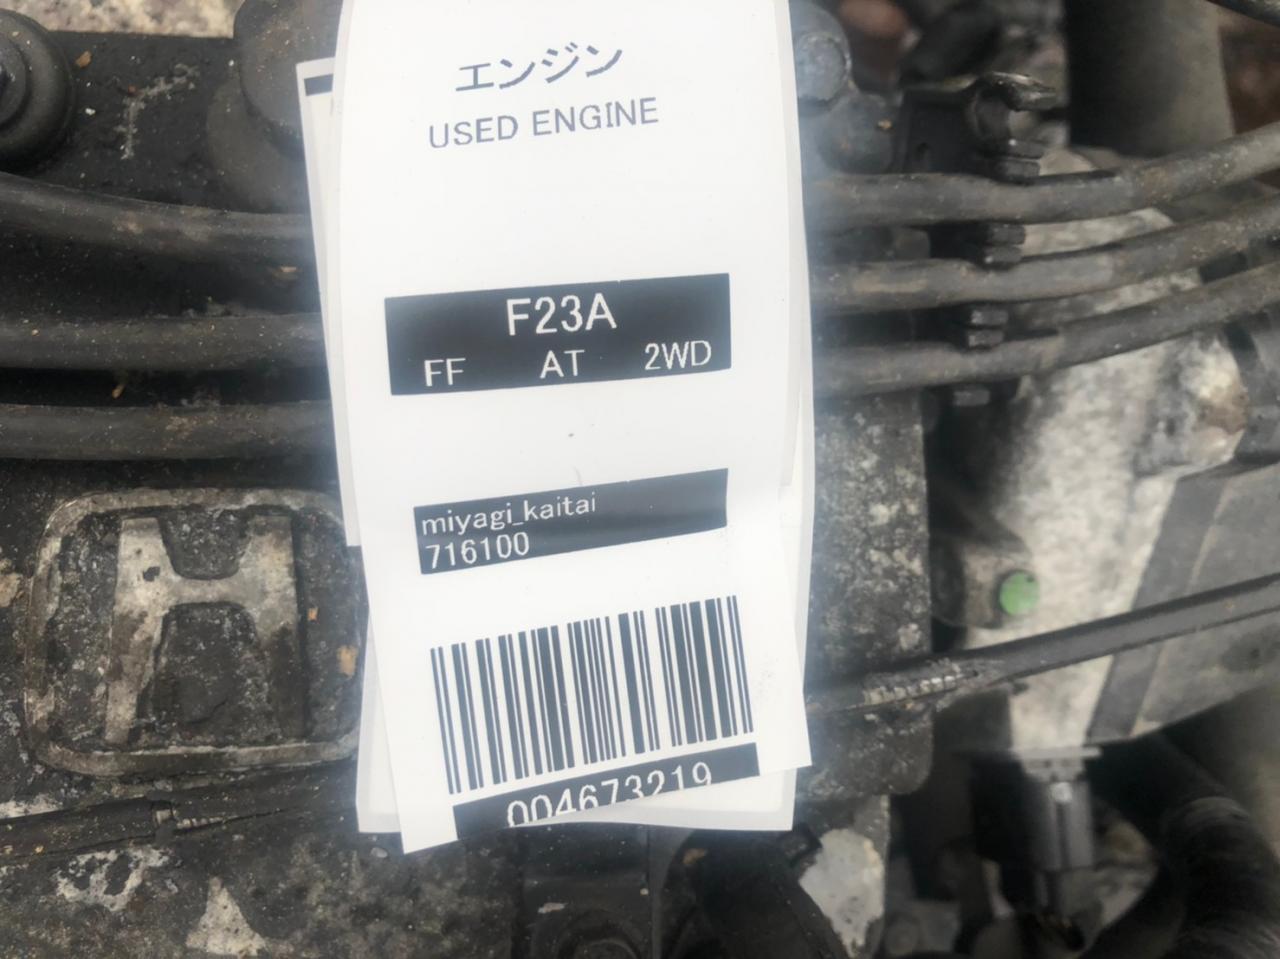 エンジン
USED ENGINE
F23A
FF AT 2WD
miyagi_kaitai
716100
004673219